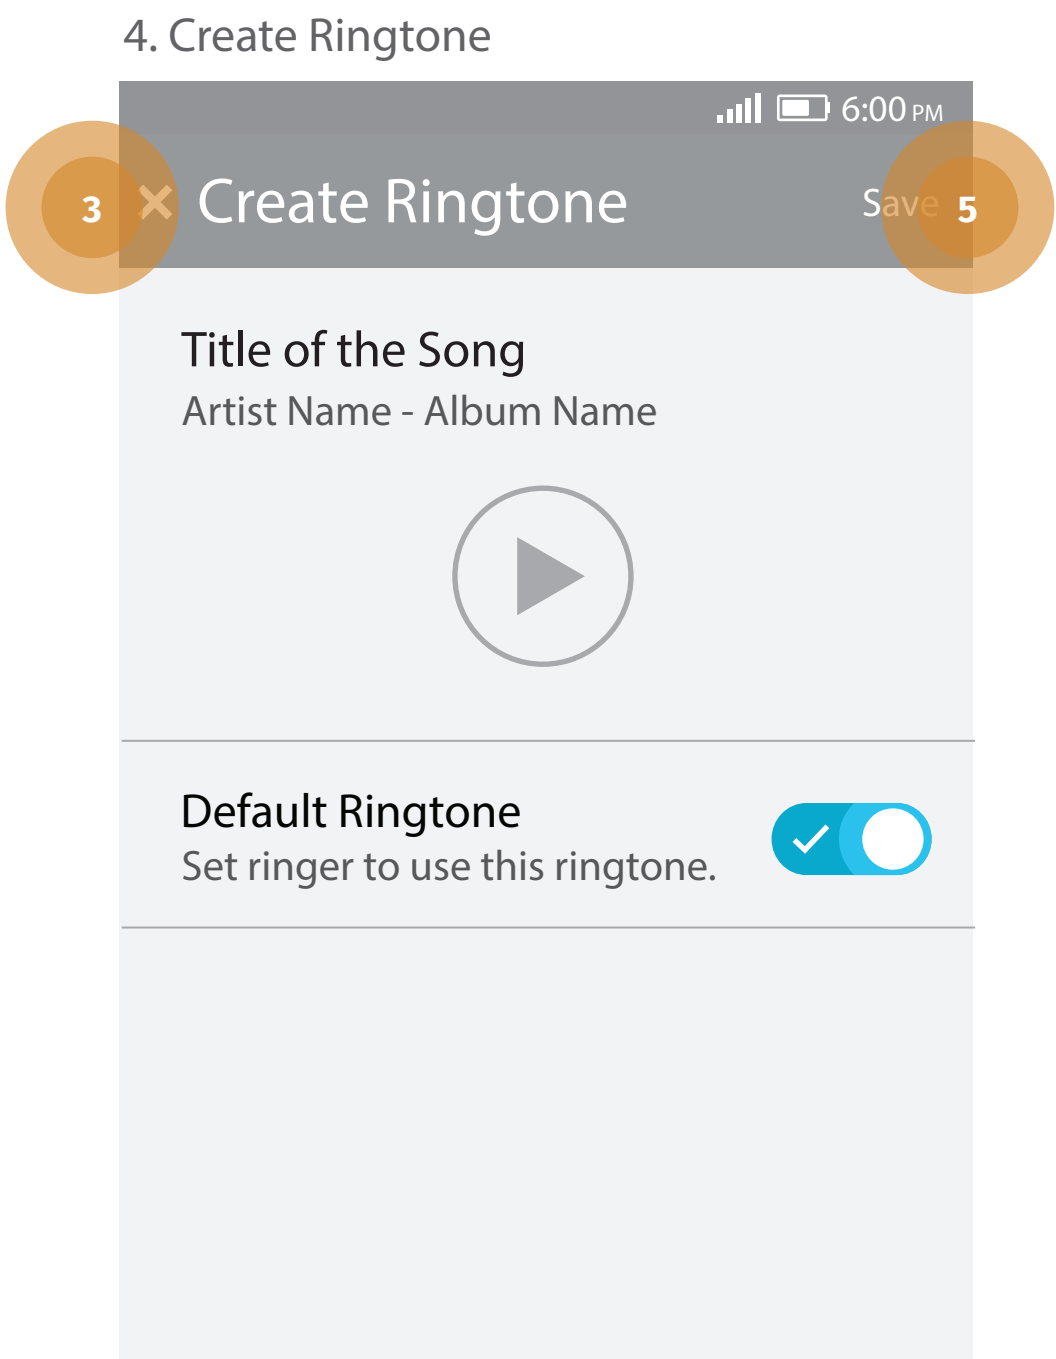 4. Create Ringtone
6:00 PM
3 Create Ringtone Save 5
Title of the Song
Artist Name - Album Name
Default Ringtone
Set ringer to use this ringtone.